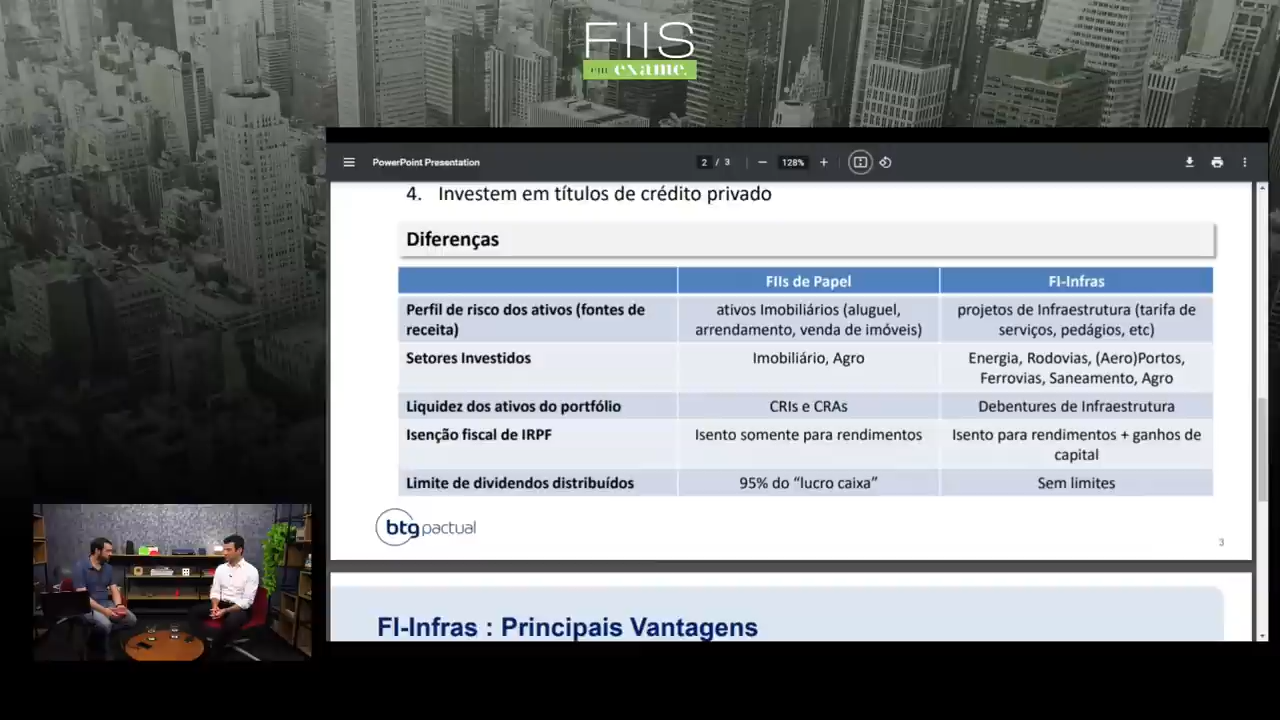 FIIS
em exame.
PowerPoint Presentation
2 / 3
128%
4. Investem em títulos de crédito privado
Diferenças
FIIs de Papel
FI-Infras
Perfil de risco dos ativos (fontes de
receita)
ativos Imobiliários (aluguel,
arrendamento, venda de imóveis)
projetos de Infraestrutura (tarifa de
serviços, pedágios, etc)
Setores Investidos
Imobiliário, Agro
Energia, Rodovias, (Aero)Portos,
Ferrovias, Saneamento, Agro
Liquidez dos ativos do portfólio
CRIs e CRAs
Debentures de Infraestrutura
Isenção fiscal de IRPF
Isento somente para rendimentos
Isento para rendimentos + ganhos de
capital
Limite de dividendos distribuídos
95% do “lucro caixa”
Sem limites
btg pactual
3
FI-Infras : Principais Vantagens